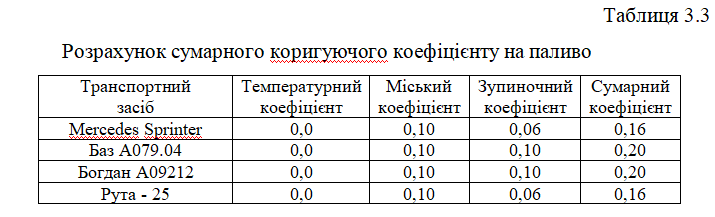 Таблиця 3.3
Розрахунок сумарного коригуючого коефіцієнту на паливо
Транспортний засіб Температурний коефіцієнт Міський коефіцієнт Зупиночний коефіцієнт Сумарний коефіцієнт
Mercedes Sprinter 0,0 0,10 0,06 0,16
Баз А079.04 0,0 0,10 0,10 0,20
Богдан А09212 0,0 0,10 0,10 0,20
Рута - 25 0,0 0,10 0,06 0,16